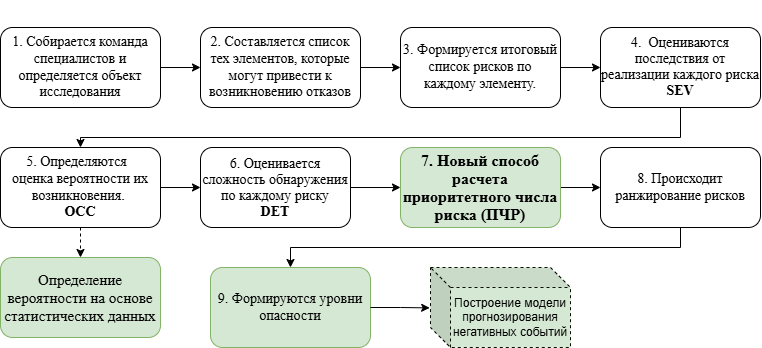 1. Собирается команда
специалистов и
определяется объект
исследования
2. Составляется список
тех элементов, которые
могут привести к
возникновению отказов
3. Формируется итоговый
список рисков по
каждому элементу.
4. Оцениваются
последствия от
реализации каждого риска
SEV
5. Определяются
оценка вероятности их
возникновения.
OCC
6. Оценивается
сложность обнаружения
по каждому риску
DET
7. Новый способ
расчета
приоритетного числа
риска (ПЧР)
8. Происходит
ранжирование рисков
Определение
вероятности на основе
статистических данных
9. Формируются уровни
опасности
Построение модели
прогнозирования
негативных событий